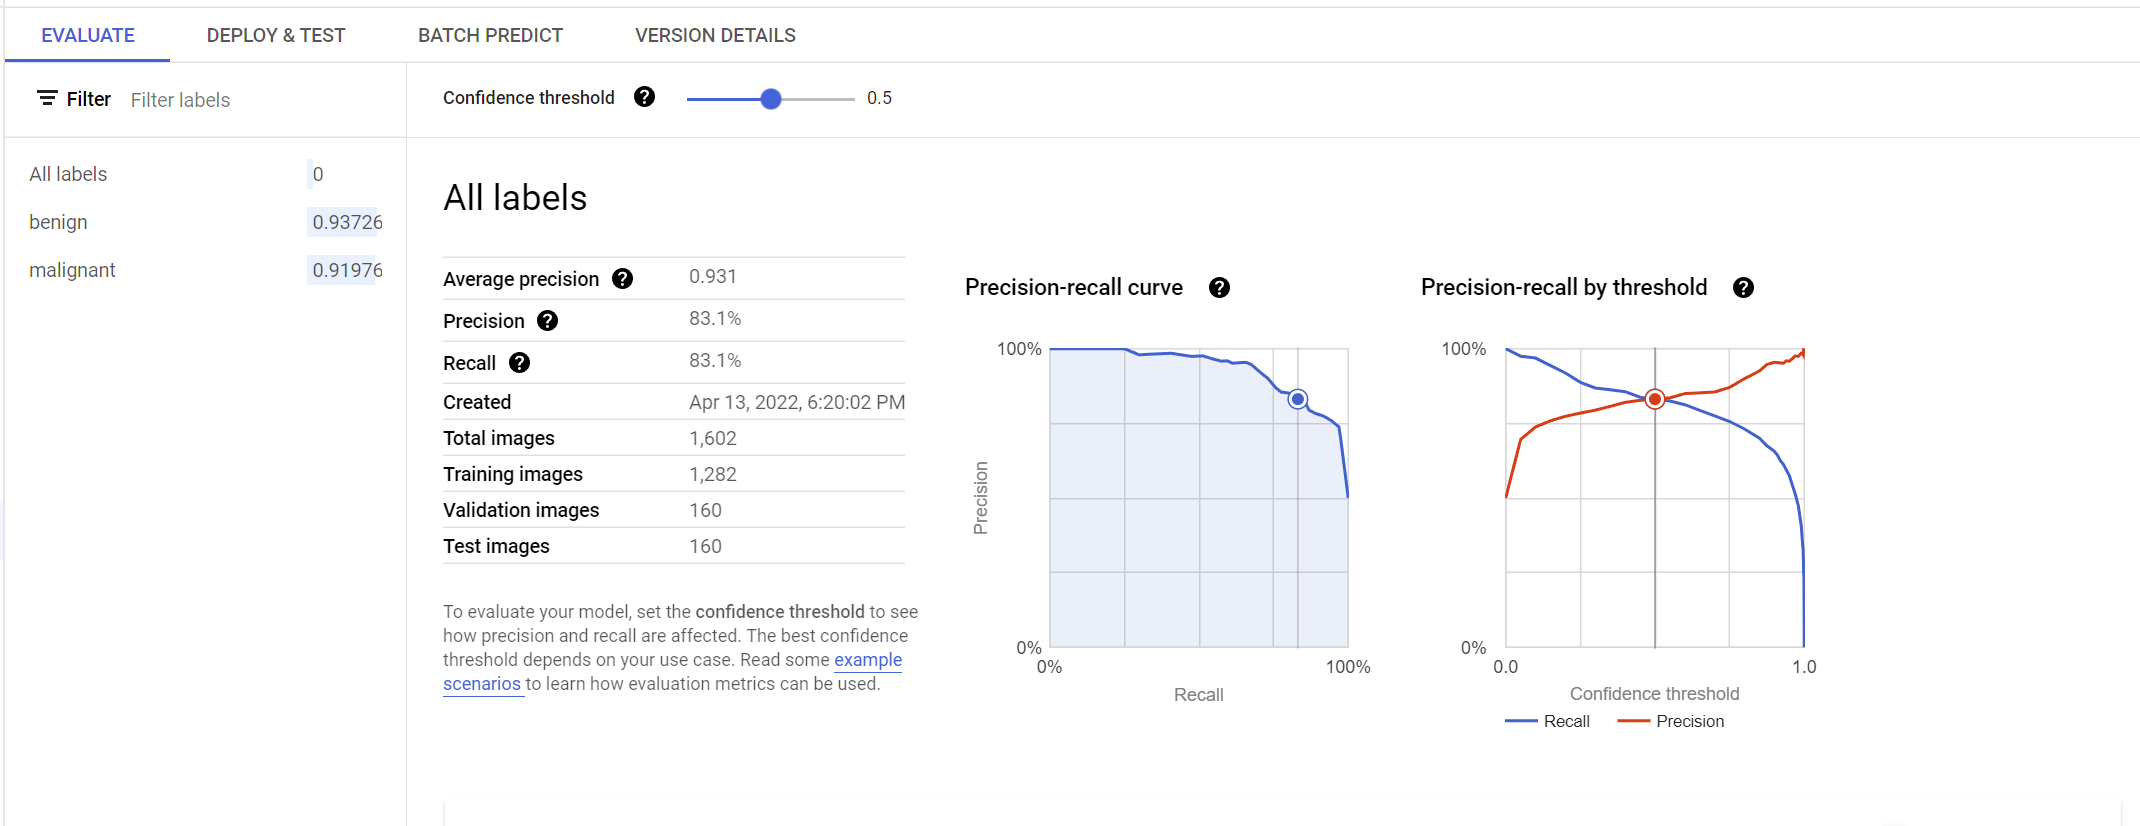 EVALUATE DEPLOY & TEST BATCH PREDICT VERSION DETAILS
Filter Filter labels
Confidence threshold ? 0.5
All labels 0
benign 0.93726
malignant 0.91976
All labels
Average precision ? 0.931
Precision ? 83.1%
Recall ? 83.1%
Created Apr 13, 2022, 6:20:02 PM
Total images 1,602
Training images 1,282
Validation images 160
Test images 160
To evaluate your model, set the confidence threshold to see
how precision and recall are affected. The best confidence
threshold depends on your use case. Read some example
scenarios to learn how evaluation metrics can be used.
Precision-recall curve ?
100%
Precision
0%
0% 100%
Recall
Precision-recall by threshold ?
100%
0%
0.0 1.0
Confidence threshold
Recall Precision